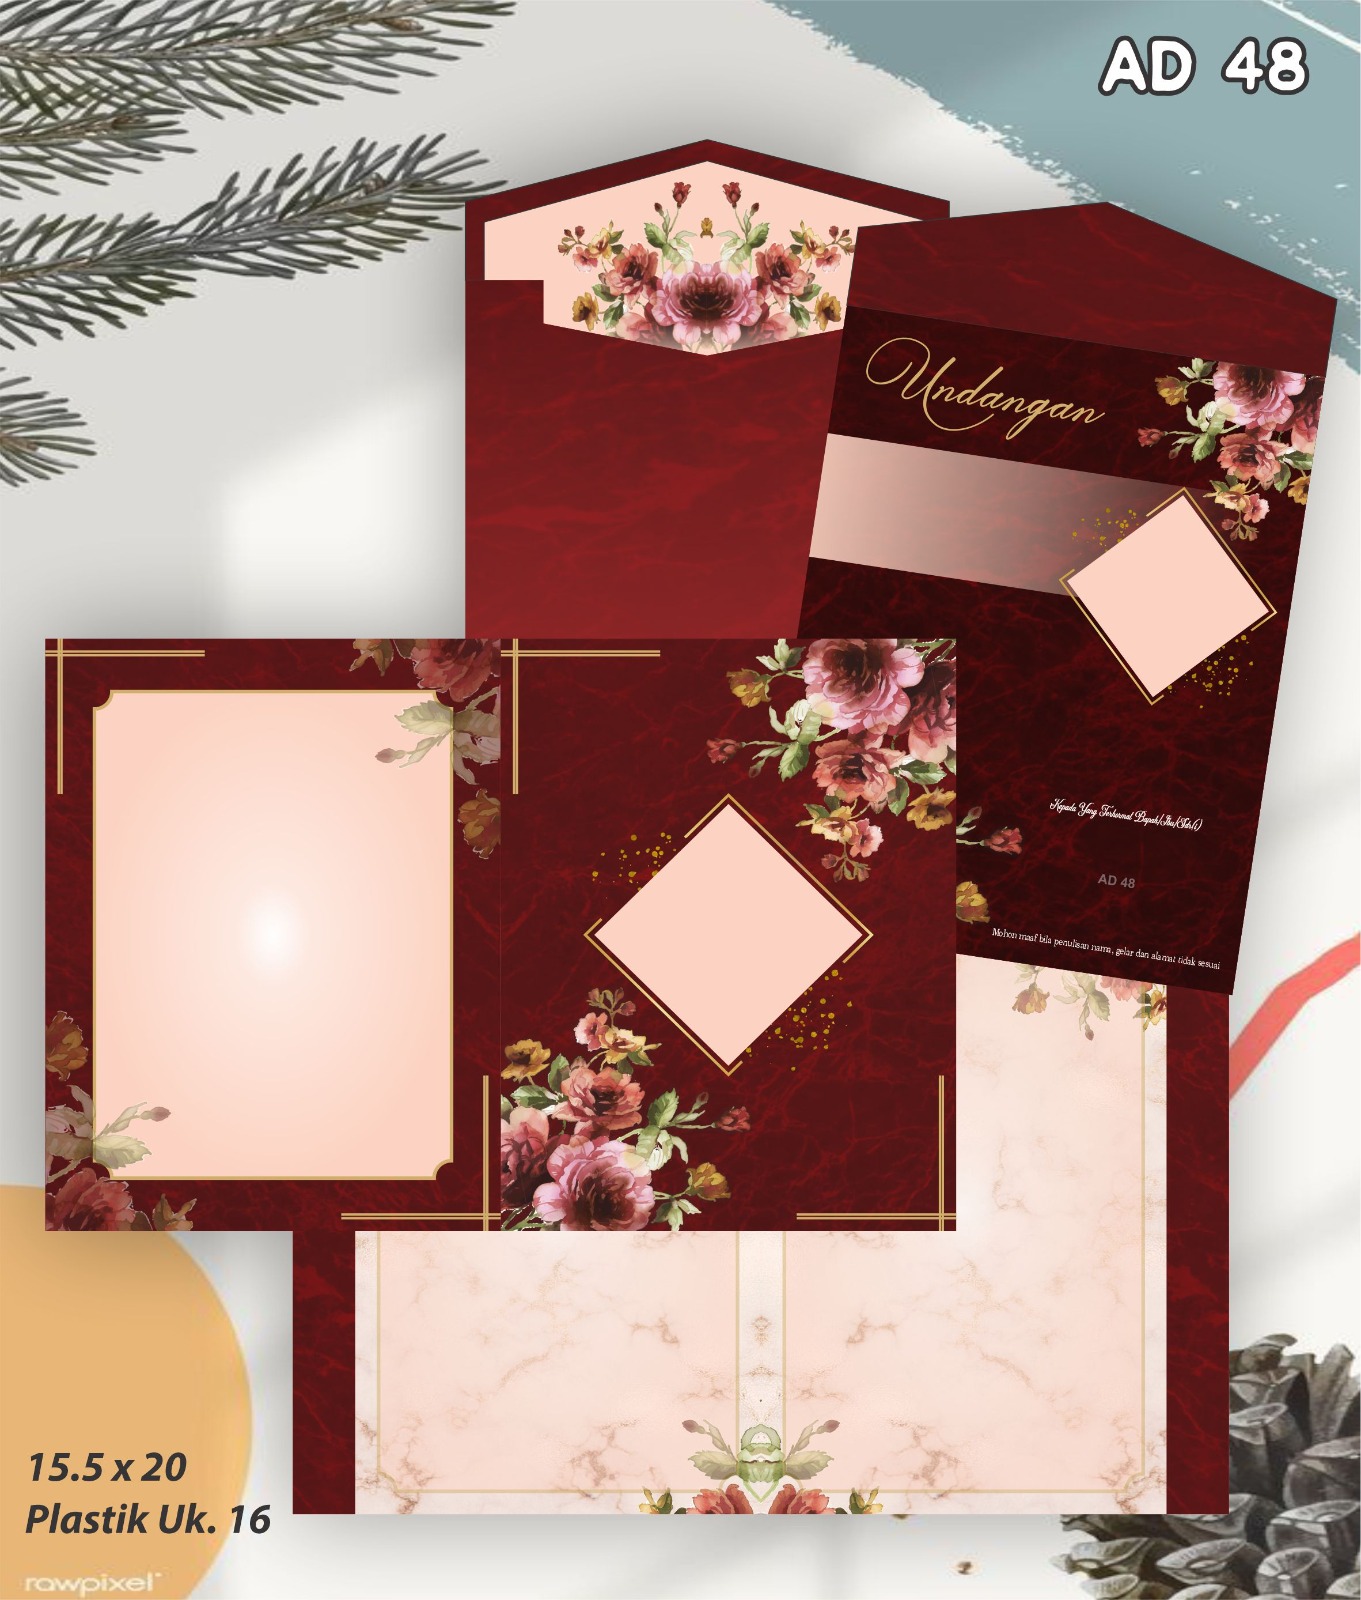 AD 48
Undangan
Kepada Yang Terhormat Bapak/Ibu/Sdr(i)
AD 48
Mohon maaf bila penulisan nama, gelar dan alamat tidak sesuai
15.5 x 20
Plastik Uk. 16
rawpixel